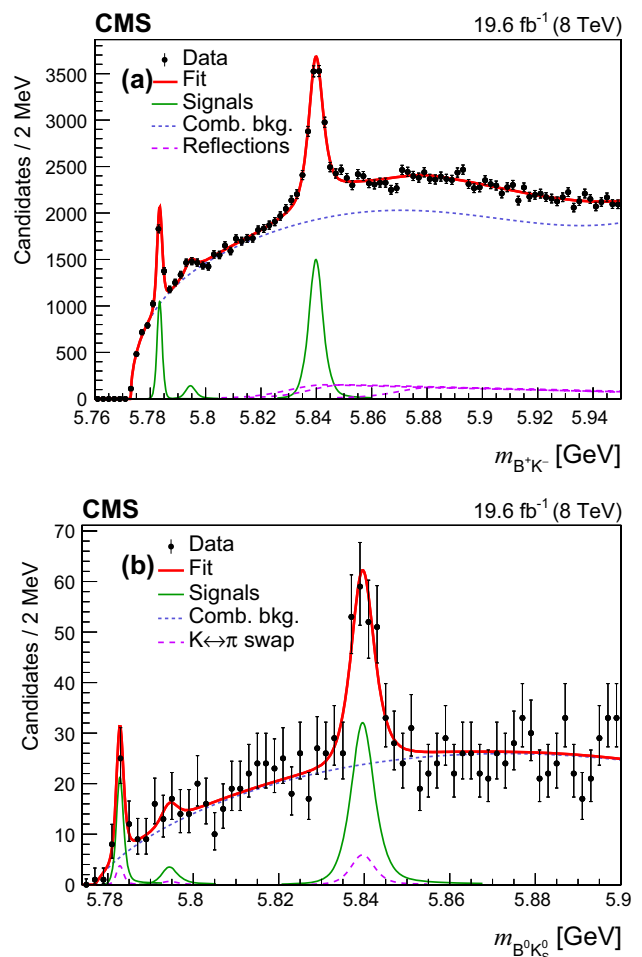 CMS 19.6 fb⁻¹ (8 TeV)
(a)
Data
Fit
Signals
Comb. bkg.
Reflections
Candidates / 2 MeV
3500
3000
2500
2000
1500
1000
500
0
5.76 5.78 5.8 5.82 5.84 5.86 5.88 5.9 5.92 5.94
m_B⁺K⁻ [GeV]
CMS 19.6 fb⁻¹ (8 TeV)
(b)
Data
Fit
Signals
Comb. bkg.
K↔π swap
Candidates / 2 MeV
70
60
50
40
30
20
10
0
5.78 5.8 5.82 5.84 5.86 5.88 5.9
m_B⁰K⁰_S [GeV]